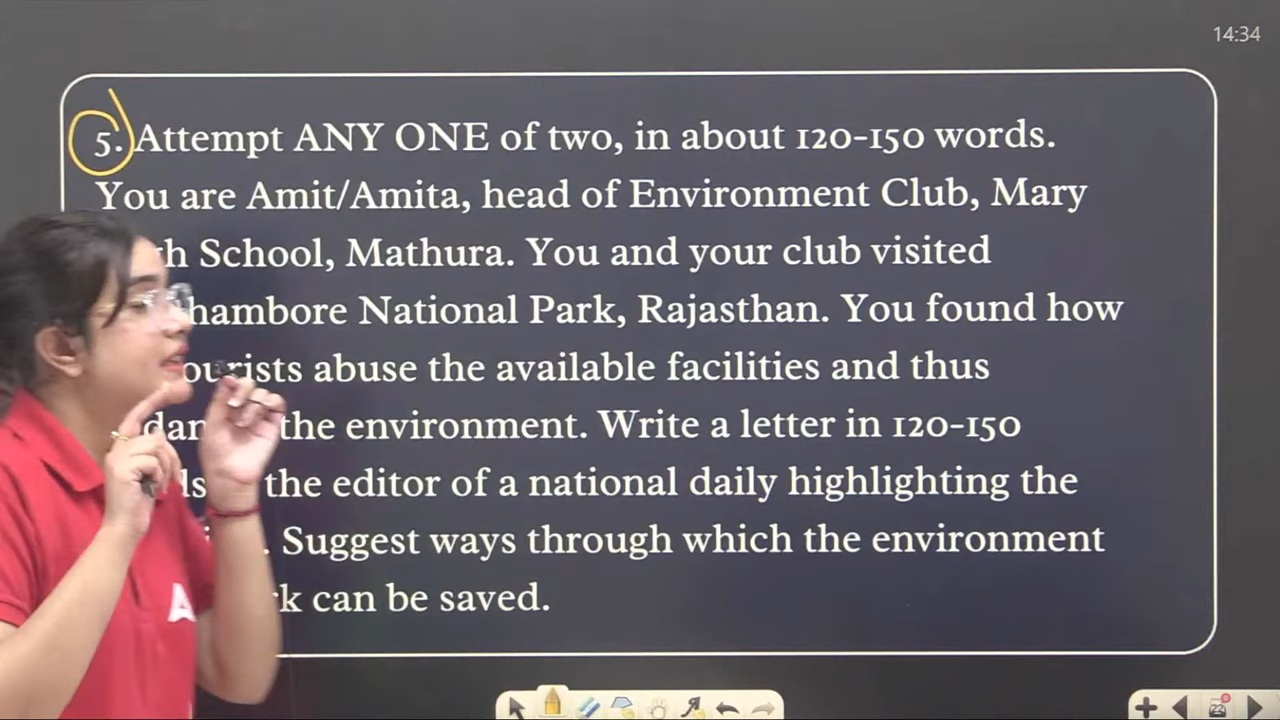 14:34
5. Attempt ANY ONE of two, in about 120-150 words.
You are Amit/Amita, head of Environment Club, Mary
School, Mathura. You and your club visited
National Park, Rajasthan. You found how
abuse the available facilities and thus
the environment. Write a letter in 120-150
the editor of a national daily highlighting the
Suggest ways through which the environment
can be saved.
22